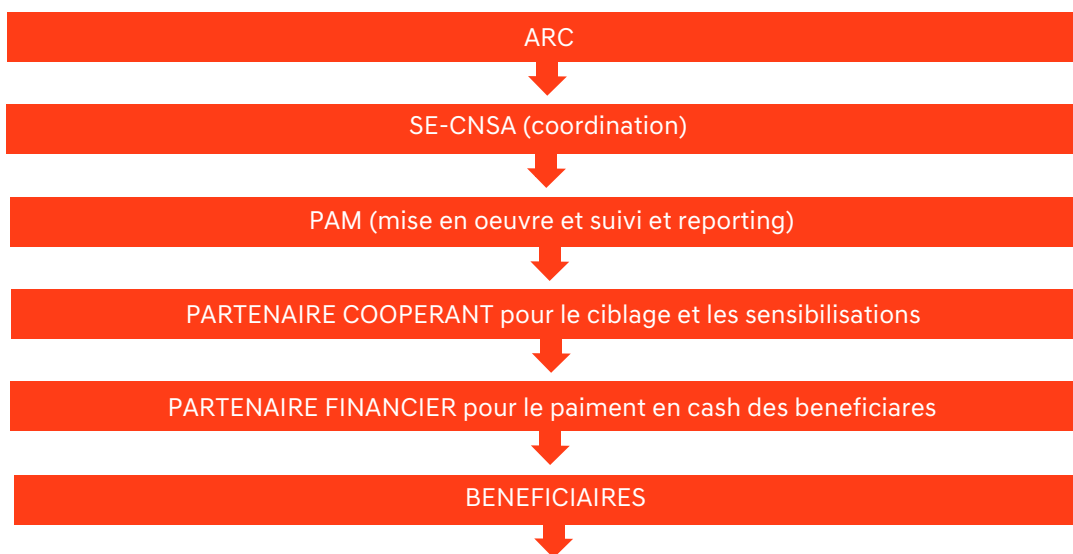 ARC
SE-CNSA (coordination)
PAM (mise en oeuvre et suivi et reporting)
PARTENAIRE COOPERANT pour le ciblage et les sensibilisations
PARTENAIRE FINANCIER pour le paiment en cash des beneficiares
BENEFICIAIRES